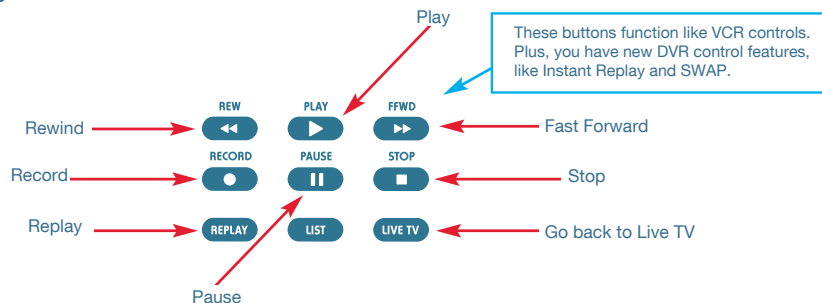 Play
These buttons function like VCR controls.
Plus, you have new DVR control features,
like Instant Replay and SWAP.
REW PLAY FFWD
Rewind Fast Forward
RECORD PAUSE STOP
Record Stop
Replay REPLAY LIST LIVE TV Go back to Live TV
Pause